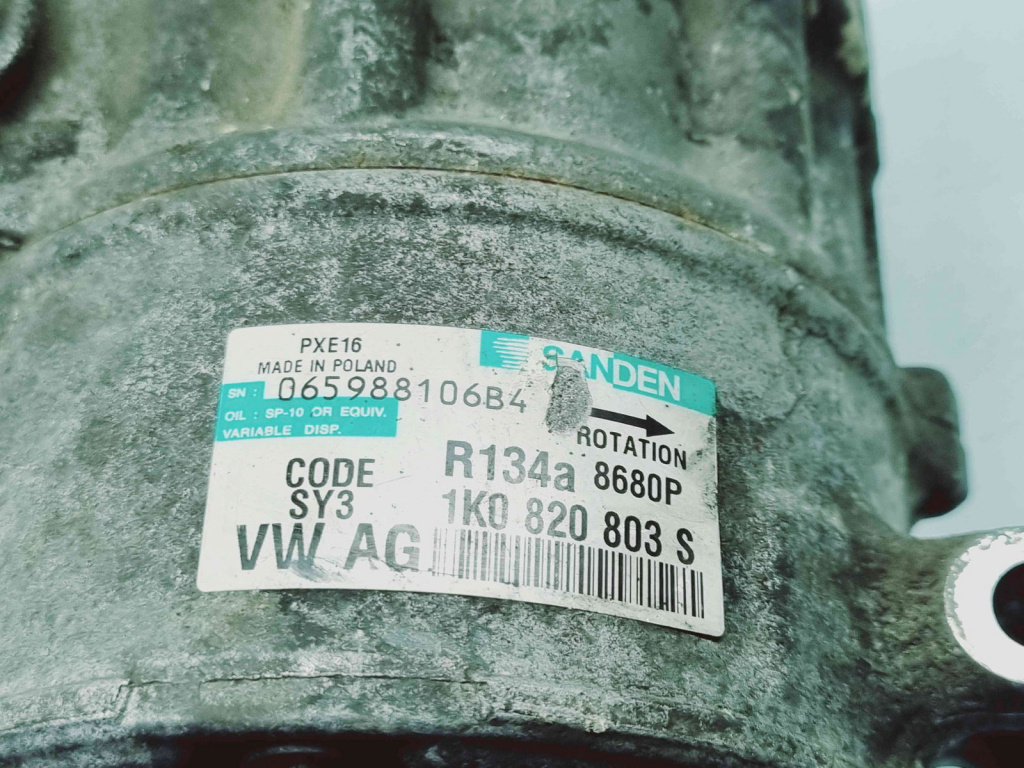 PXE16
MADE IN POLAND
SANDEN
SN : 065988106B4
OIL : SP-10 OR EQUIV.
VARIABLE DISP.
ROTATION
CODE
SY3
R134a 8680P
1K0 820 803 S
VW AG